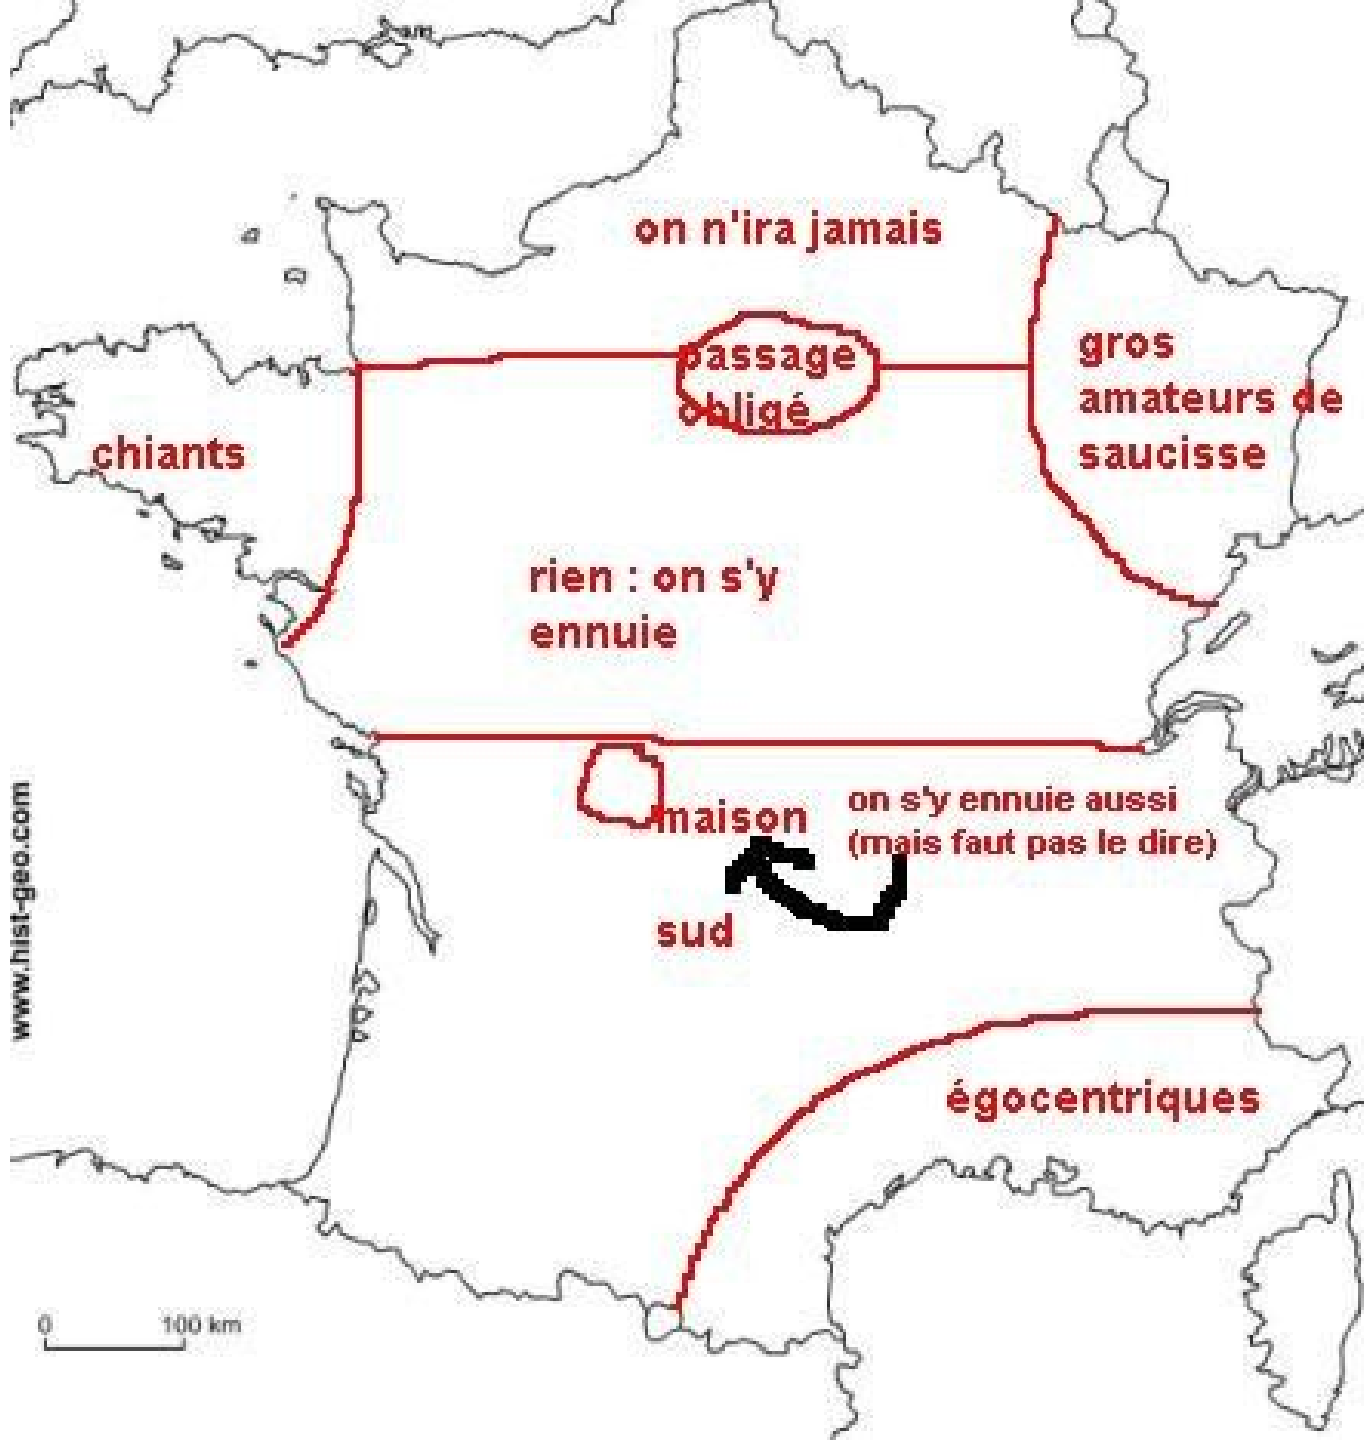 on n'ira jamais
passage
obligé
gros
amateurs de
saucisse
chiants
rien : on s'y
ennuie
maison
on s'y ennuie aussi
(mais faut pas le dire)
sud
égocentriques
www.hist-geo.com
0 100 km